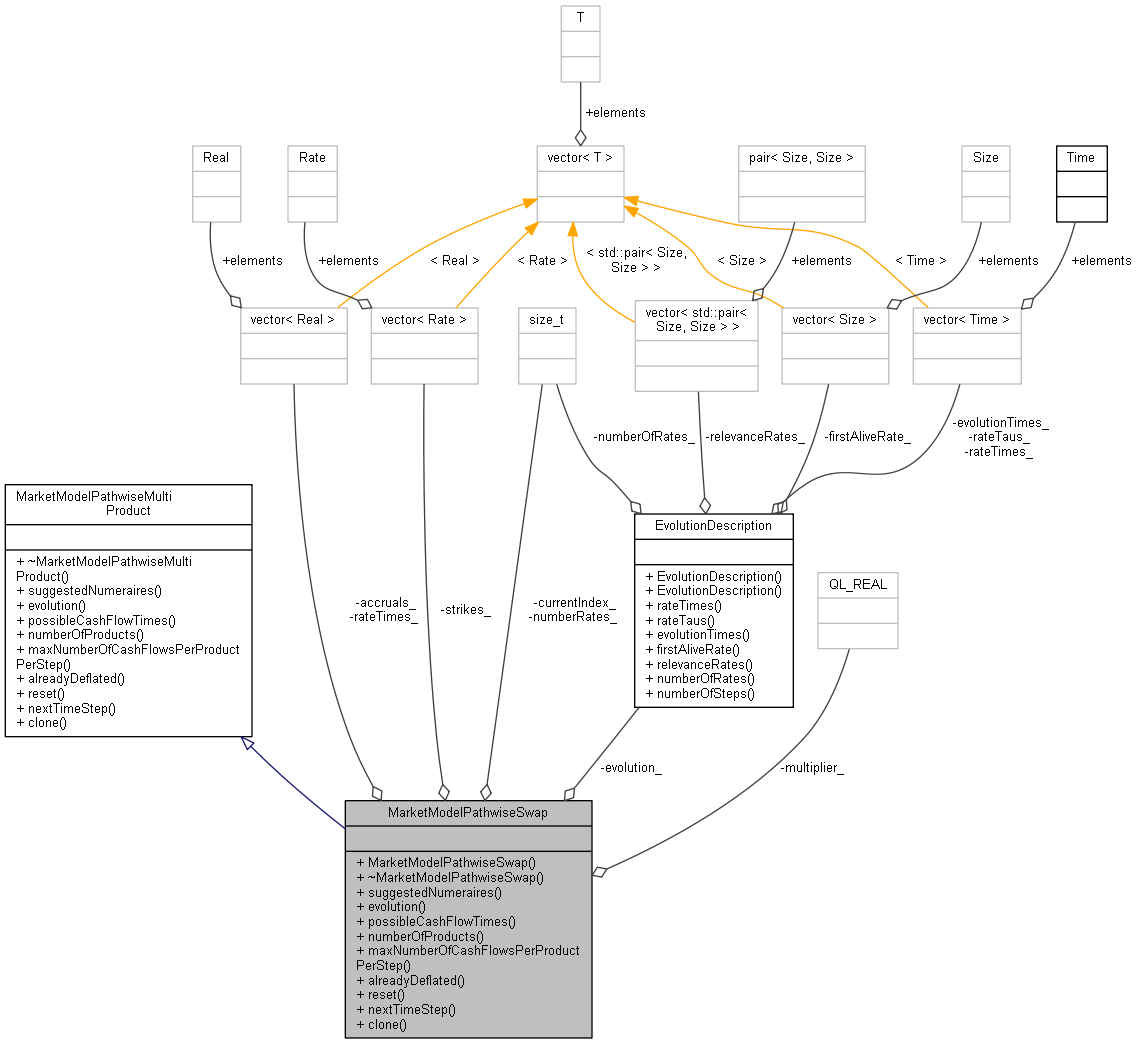 T
+elements
Real
Rate
vector< T >
pair< Size, Size >
Size
Time
+elements
+elements
< Real >
< Rate >
< std::pair< Size,
Size > >
+elements
< Size >
+elements
< Time >
+elements
vector< Real >
vector< Rate >
size_t
vector< std::pair<
Size, Size > >
vector< Size >
vector< Time >
-numberOfRates_
-relevanceRates_
-firstAliveRate_
-evolutionTimes_
-rateTaus_
-rateTimes_
MarketModelPathwiseMulti
Product
+ ~MarketModelPathwiseMulti
Product()
+ suggestedNumeraires()
+ evolution()
+ possibleCashFlowTimes()
+ numberOfProducts()
+ maxNumberOfCashFlowsPerProduct
PerStep()
+ alreadyDeflated()
+ reset()
+ nextTimeStep()
+ clone()
-accruals_
-rateTimes_
-strikes_
-currentIndex_
-numberRates_
EvolutionDescription
+ EvolutionDescription()
+ EvolutionDescription()
+ rateTimes()
+ rateTaus()
+ evolutionTimes()
+ firstAliveRate()
+ relevanceRates()
+ numberOfRates()
+ numberOfSteps()
QL_REAL
-evolution_
-multiplier_
MarketModelPathwiseSwap
+ MarketModelPathwiseSwap()
+ ~MarketModelPathwiseSwap()
+ suggestedNumeraires()
+ evolution()
+ possibleCashFlowTimes()
+ numberOfProducts()
+ maxNumberOfCashFlowsPerProduct
PerStep()
+ alreadyDeflated()
+ reset()
+ nextTimeStep()
+ clone()